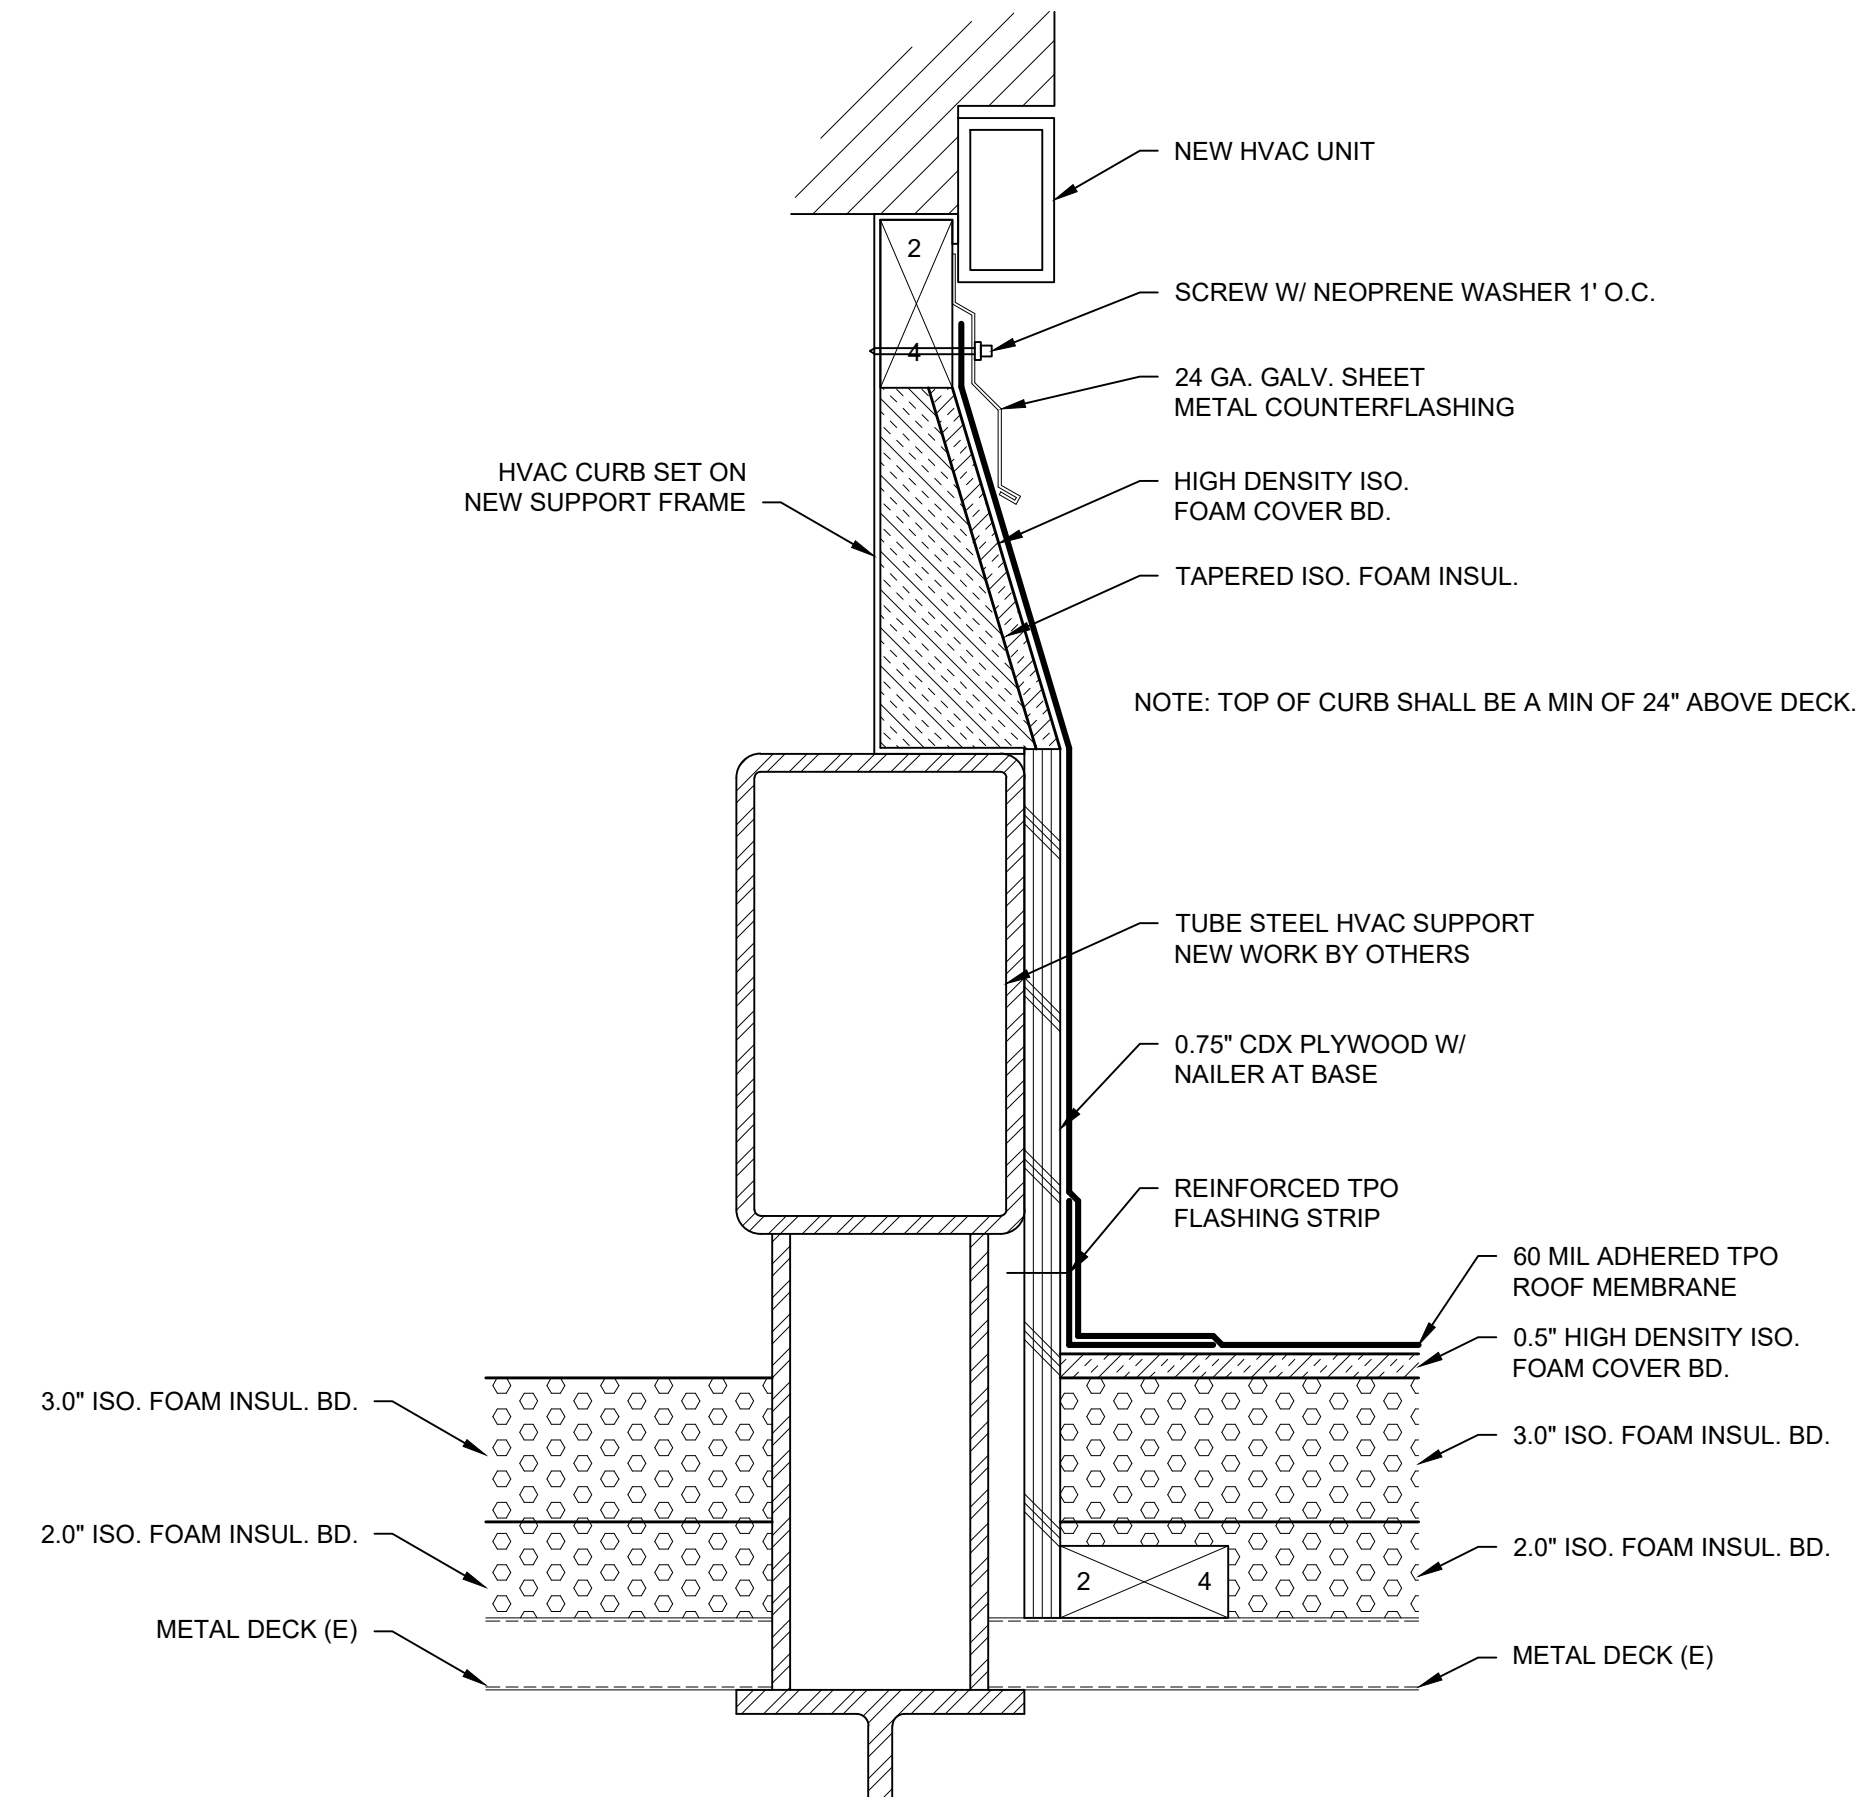 NEW HVAC UNIT
2
SCREW W/ NEOPRENE WASHER 1' O.C.
4
24 GA. GALV. SHEET
METAL COUNTERFLASHING
HVAC CURB SET ON
NEW SUPPORT FRAME
HIGH DENSITY ISO.
FOAM COVER BD.
TAPERED ISO. FOAM INSUL.
NOTE: TOP OF CURB SHALL BE A MIN OF 24" ABOVE DECK.
TUBE STEEL HVAC SUPPORT
NEW WORK BY OTHERS
0.75" CDX PLYWOOD W/
NAILER AT BASE
REINFORCED TPO
FLASHING STRIP
60 MIL ADHERED TPO
ROOF MEMBRANE
0.5" HIGH DENSITY ISO.
FOAM COVER BD.
3.0" ISO. FOAM INSUL. BD.
3.0" ISO. FOAM INSUL. BD.
2.0" ISO. FOAM INSUL. BD.
2.0" ISO. FOAM INSUL. BD.
2 4
METAL DECK (E)
METAL DECK (E)